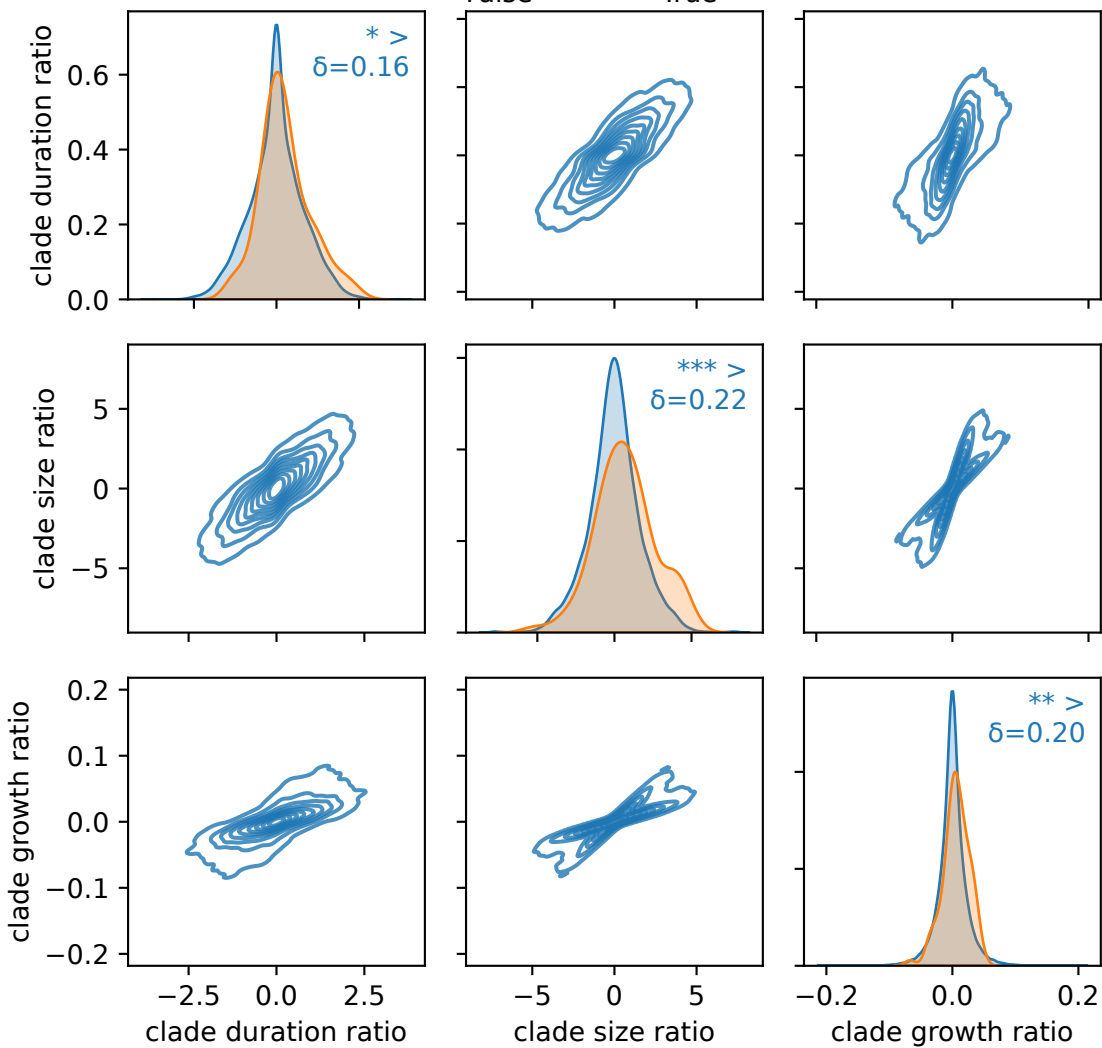 True
clade duration ratio
0.6
0.4
0.2
0.0
* >
δ=0.16
clade size ratio
5
0
−5
*** >
δ=0.22
clade growth ratio
0.2
0.1
0.0
−0.1
−0.2
** >
δ=0.20
−2.5 0.0 2.5
−5 0 5
−0.2 0.0 0.2
clade duration ratio
clade size ratio
clade growth ratio